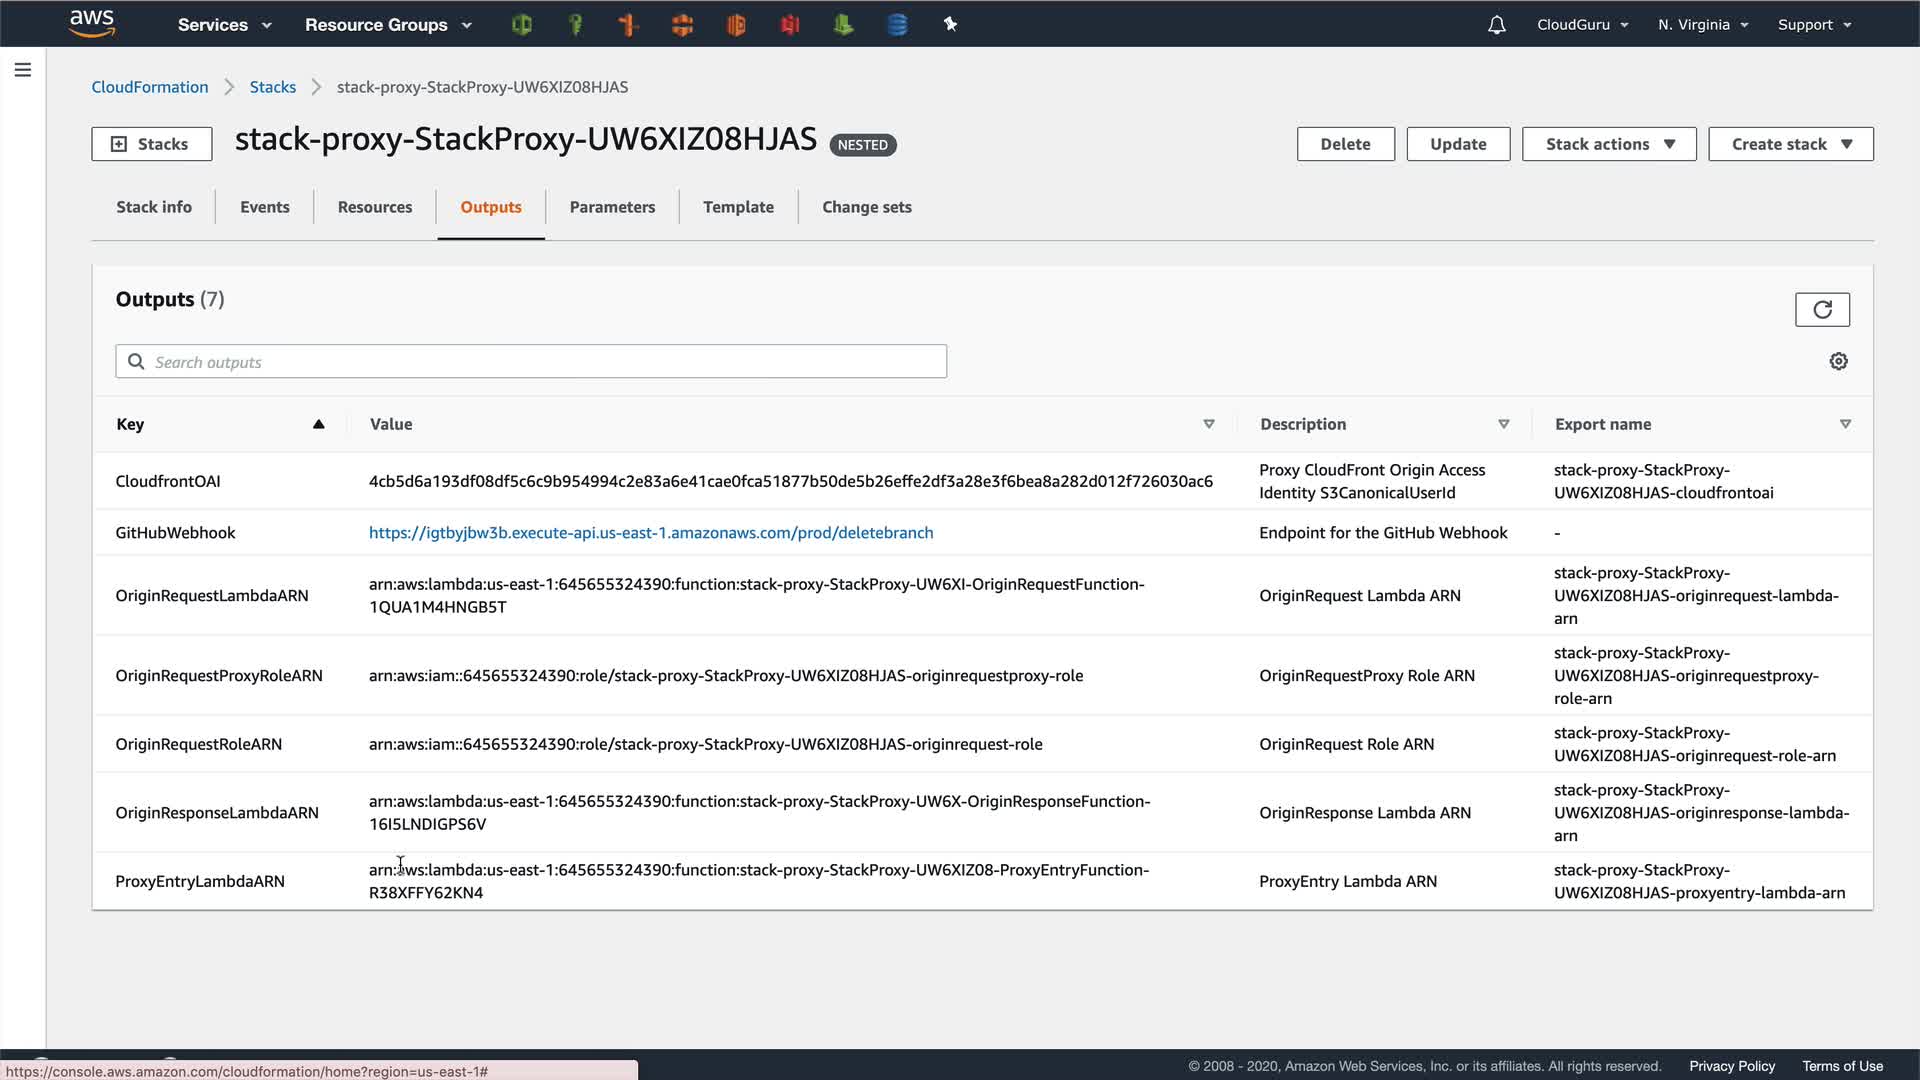 aws
Services
Resource Groups
CloudGuru
N. Virginia
Support
CloudFormation
Stacks
stack-proxy-StackProxy-UW6XIZ08HJAS
Stacks
stack-proxy-StackProxy-UW6XIZ08HJAS
NESTED
Delete
Update
Stack actions
Create stack
Stack info
Events
Resources
Outputs
Parameters
Template
Change sets
Outputs (7)
Search outputs
Key
Value
Description
Export name
CloudfrontOAI
4cb5d6a193df08df5c6c9b954994c2e83a6e41cae0fca51877b50de5b26effe2df3a28e3f6bea8a282d012f726030ac6
Proxy CloudFront Origin Access
Identity S3CanonicalUserId
stack-proxy-StackProxy-
UW6XIZ08HJAS-cloudfrontoai
GitHubWebhook
https://igtbyjbw3b.execute-api.us-east-1.amazonaws.com/prod/deletebranch
Endpoint for the GitHub Webhook
-
OriginRequestLambdaARN
arn:aws:lambda:us-east-1:645655324390:function:stack-proxy-StackProxy-UW6XI-OriginRequestFunction-
1QUA1M4HNGB5T
OriginRequest Lambda ARN
stack-proxy-StackProxy-
UW6XIZ08HJAS-originrequest-lambda-
arn
OriginRequestProxyRoleARN
arn:aws:iam::645655324390:role/stack-proxy-StackProxy-UW6XIZ08HJAS-originrequestproxy-role
OriginRequestProxy Role ARN
stack-proxy-StackProxy-
UW6XIZ08HJAS-originrequestproxy-
role-arn
OriginRequestRoleARN
arn:aws:iam::645655324390:role/stack-proxy-StackProxy-UW6XIZ08HJAS-originrequest-role
OriginRequest Role ARN
stack-proxy-StackProxy-
UW6XIZ08HJAS-originrequest-role-arn
OriginResponseLambdaARN
arn:aws:lambda:us-east-1:645655324390:function:stack-proxy-StackProxy-UW6X-OriginResponseFunction-
16I5LNDIGPS6V
OriginResponse Lambda ARN
stack-proxy-StackProxy-
UW6XIZ08HJAS-originresponse-lambda-
arn
ProxyEntryLambdaARN
arn:aws:lambda:us-east-1:645655324390:function:stack-proxy-StackProxy-UW6XIZ08-ProxyEntryFunction-
R38XFFY62KN4
ProxyEntry Lambda ARN
stack-proxy-StackProxy-
UW6XIZ08HJAS-proxyentry-lambda-arn
© 2008 - 2020, Amazon Web Services, Inc. or its affiliates. All rights reserved.
Privacy Policy
Terms of Use
https://console.aws.amazon.com/cloudformation/home?region=us-east-1#